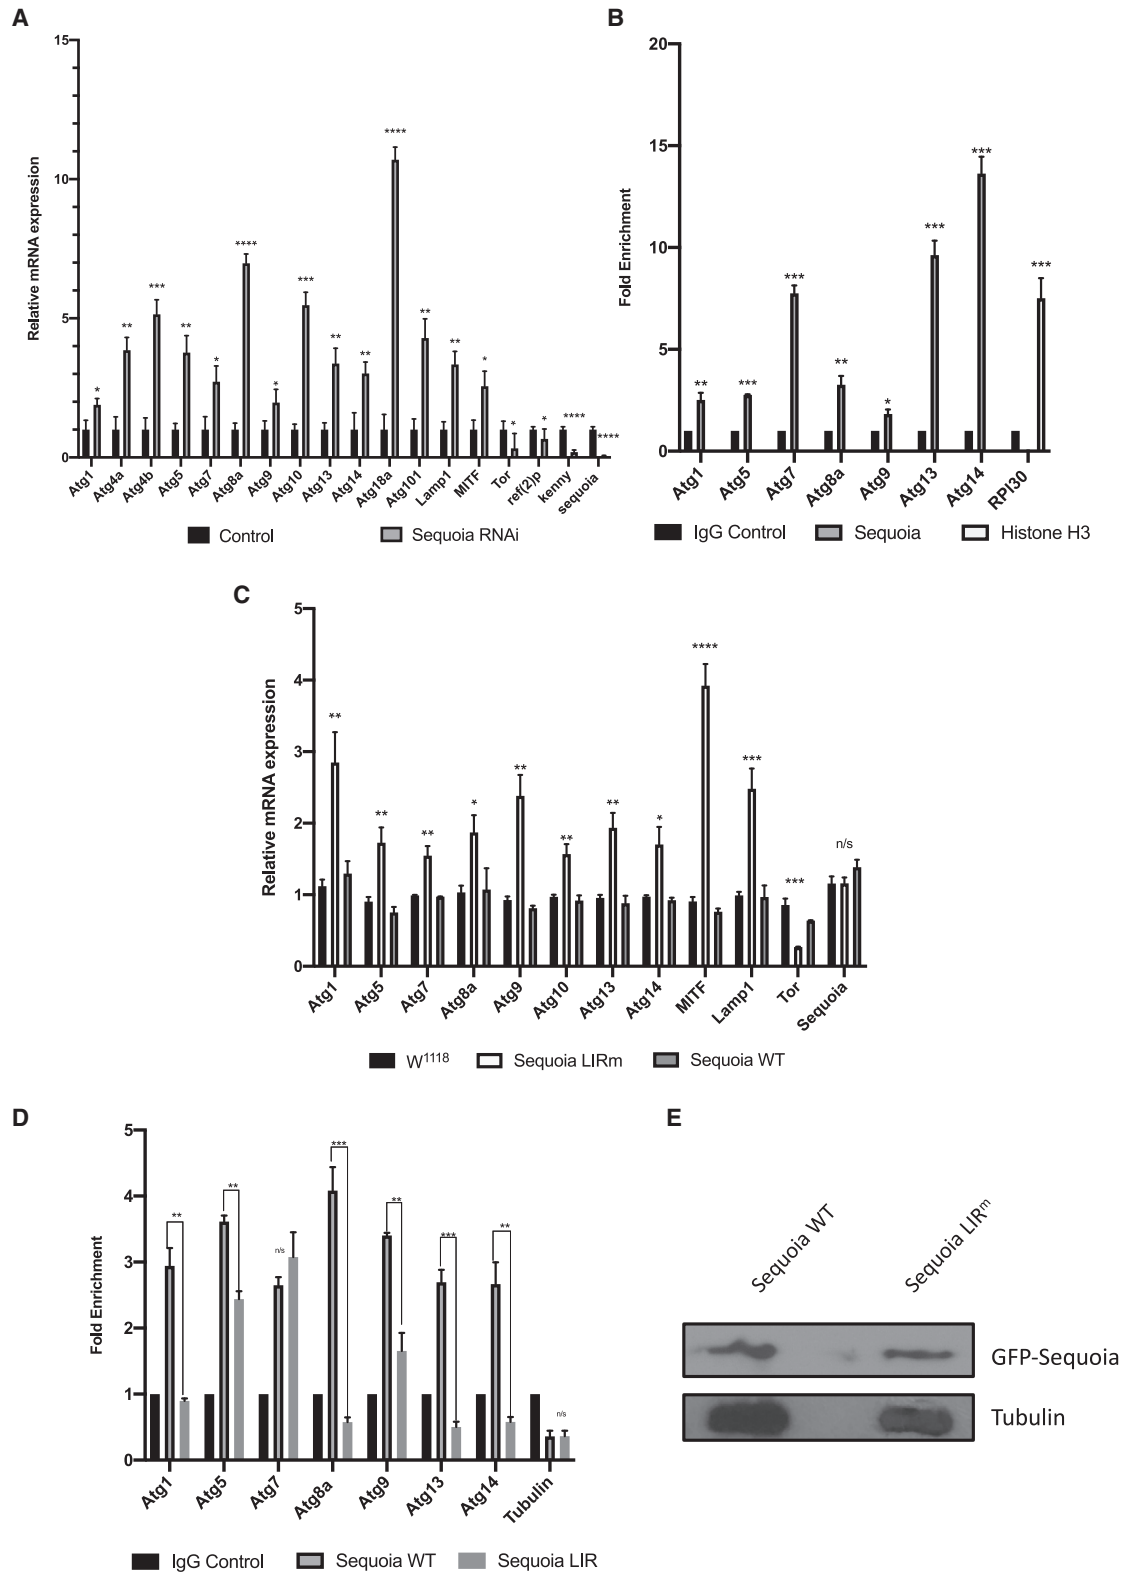 A
15
10
5
0
Relative mRNA expression
* ** *** ** * **** * *** ** ** **** ** ** * * * **** ****
Atg1 Atg4a Atg4b Atg5 Atg7 Atg8a Atg9 Atg10 Atg13 Atg14 Atg18a Atg101 Lamp1 MITF Tor ref(2)p kenny sequoia
Control Sequoia RNAi
B
20
15
10
5
0
Fold Enrichment
** *** *** ** * *** *** ***
Atg1 Atg5 Atg7 Atg8a Atg9 Atg13 Atg14 RPl30
IgG Control Sequoia Histone H3
C
5
4
3
2
1
0
Relative mRNA expression
** ** ** * ** ** ** * **** *** *** n/s
Atg1 Atg5 Atg7 Atg8a Atg9 Atg10 Atg13 Atg14 MITF Lamp1 Tor Sequoia
W1118 Sequoia LIRm Sequoia WT
D
5
4
3
2
1
0
Fold Enrichment
** ** n/s *** ** *** ** n/s
Atg1 Atg5 Atg7 Atg8a Atg9 Atg13 Atg14 Tubulin
IgG Control Sequoia WT Sequoia LIR
E
Sequoia WT
Sequoia LIRm
GFP-Sequoia
Tubulin